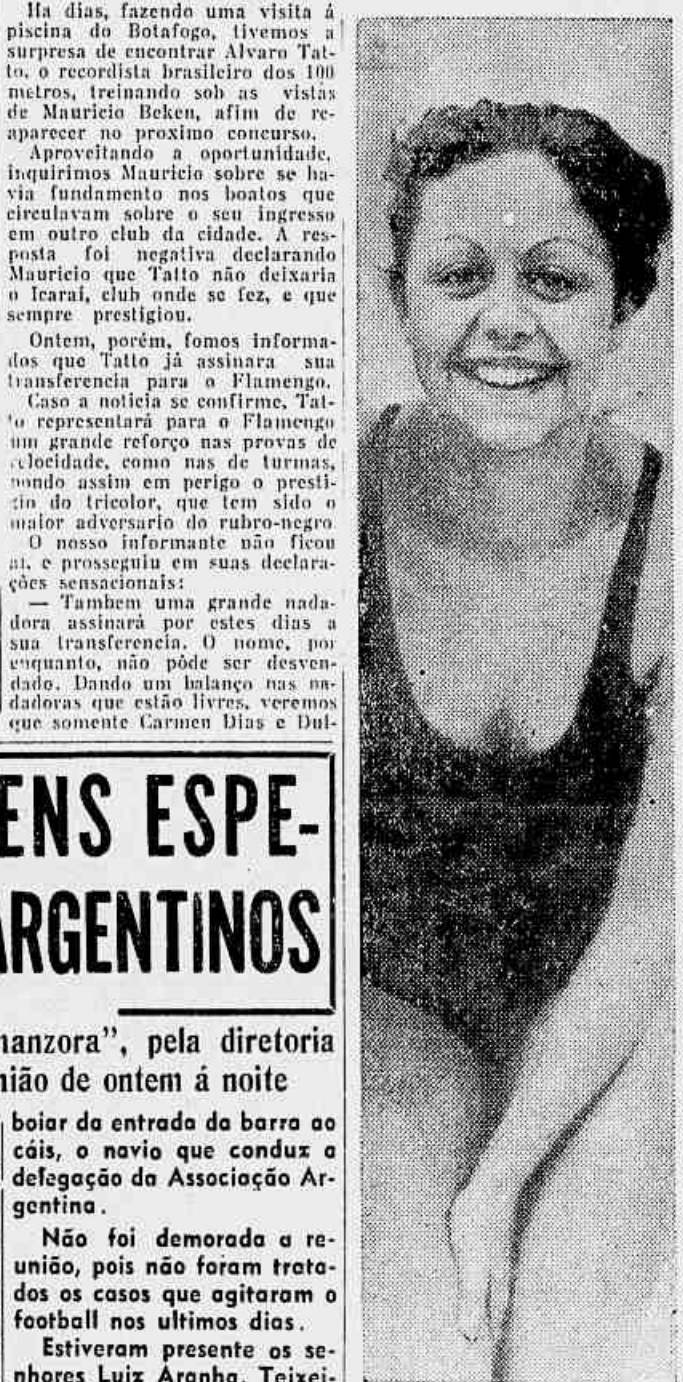 Ha dias, fazendo uma visita á
piscina do Botafogo, tivemos a
surpresa de encontrar Alvaro Tat-
to, o recordista brasileiro dos 100
metros, treinando sob as vistas
de Mauricio Beken, afim de re-
aparecer no proximo concurso.
Aproveitando a oportunidade,
inquirimos Mauricio sobre se ha-
via fundamento nos boatos que
circulavam sobre o seu ingresso
em outro club da cidade. A res-
posta foi negativa declarando
Mauricio que Tatto não deixaria
o Icaraí, club onde se fez, e que
sempre prestigiou.
Ontem, porém, fomos informa-
dos que Tatto já assinara sua
transferencia para o Flamengo.
Caso a noticia se confirme, Tat-
to representará para o Flamengo
um grande reforço nas provas de
velocidade, como nas de turmas,
pondo assim em perigo o presti-
gio do tricolor, que tem sido o
maior adversario do rubro-negro
O nosso informante não ficou
aí, e prosseguiu em suas declara-
ções sensacionais:
— Tambem uma grande nada-
dora assinará por estes dias a
sua transferencia. O nome, por
enquanto, não póde ser desven-
dado. Dando um balanço nas na-
dadoras que estão livres, veremos
que somente Carmen Dias e Dul-
ENS ESPE-
ARGENTINOS
manzora", pela diretoria
nião de ontem á noite
boiar da entrada da barra ao
cáis, o navio que conduz a
delegação da Associação Ar-
gentina.
Não foi demorada a re-
união, pois não foram trata-
dos os casos que agitaram o
football nos ultimos dias.
Estiveram presente os se-
nhores Luiz Aranha, Teixei-